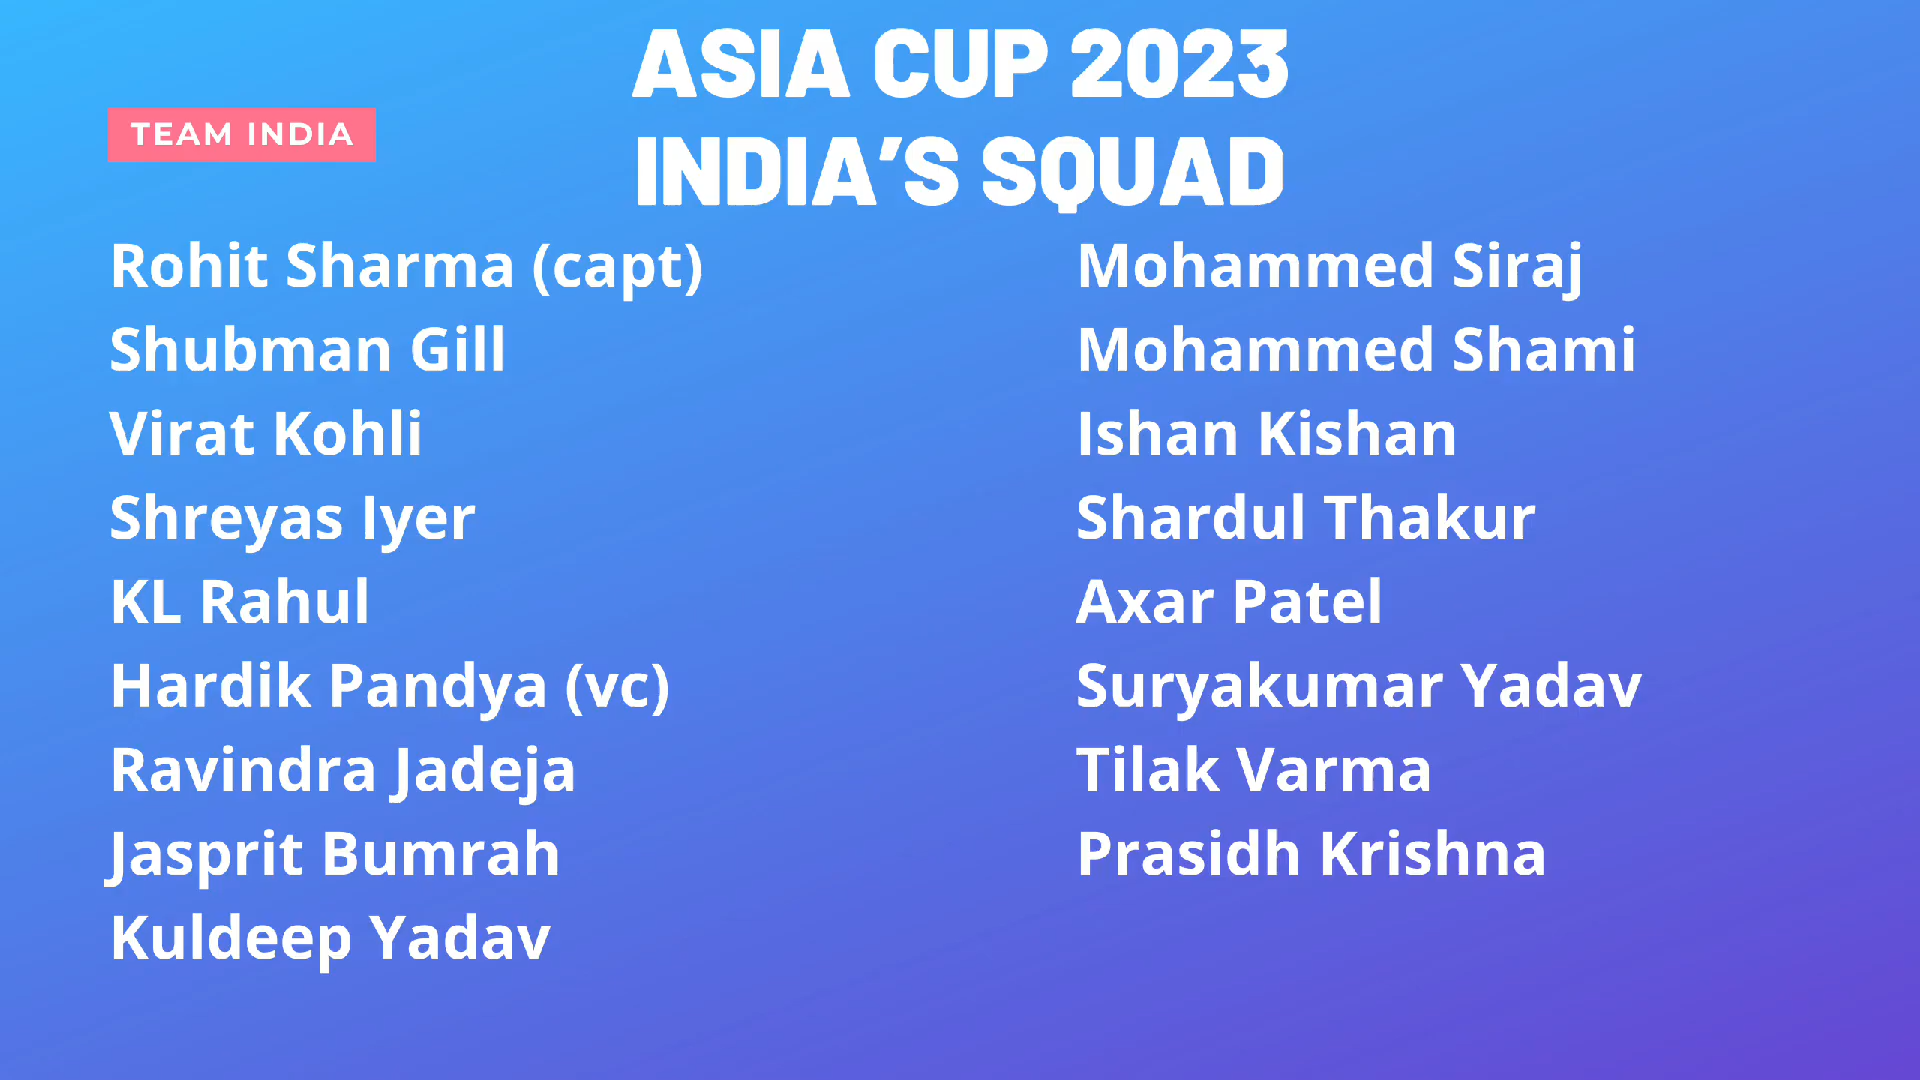 ASIA CUP 2023
INDIA’S SQUAD
TEAM INDIA
Rohit Sharma (capt)
Shubman Gill
Virat Kohli
Shreyas Iyer
KL Rahul
Hardik Pandya (vc)
Ravindra Jadeja
Jasprit Bumrah
Kuldeep Yadav
Mohammed Siraj
Mohammed Shami
Ishan Kishan
Shardul Thakur
Axar Patel
Suryakumar Yadav
Tilak Varma
Prasidh Krishna